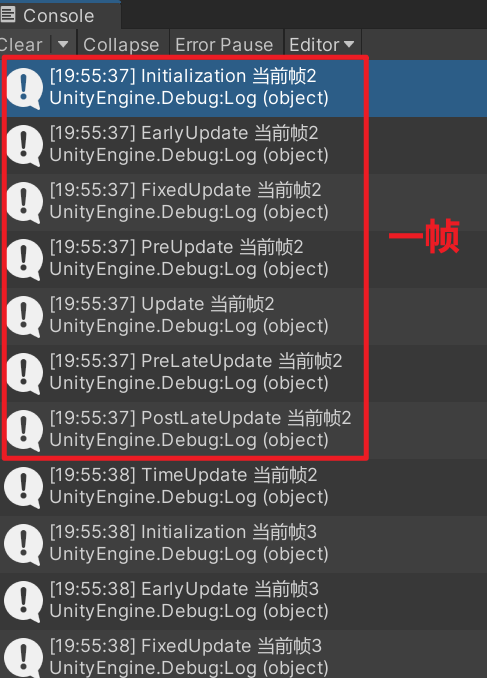 Console
Clear Collapse Error Pause Editor
[19:55:37] Initialization 当前帧2
UnityEngine.Debug:Log (object)
[19:55:37] EarlyUpdate 当前帧2
UnityEngine.Debug:Log (object)
[19:55:37] FixedUpdate 当前帧2
UnityEngine.Debug:Log (object)
[19:55:37] PreUpdate 当前帧2
UnityEngine.Debug:Log (object)
一帧
[19:55:37] Update 当前帧2
UnityEngine.Debug:Log (object)
[19:55:37] PreLateUpdate 当前帧2
UnityEngine.Debug:Log (object)
[19:55:37] PostLateUpdate 当前帧2
UnityEngine.Debug:Log (object)
[19:55:38] TimeUpdate 当前帧2
UnityEngine.Debug:Log (object)
[19:55:38] Initialization 当前帧3
UnityEngine.Debug:Log (object)
[19:55:38] EarlyUpdate 当前帧3
UnityEngine.Debug:Log (object)
[19:55:38] FixedUpdate 当前帧3
UnityEngine.Debug:Log (object)